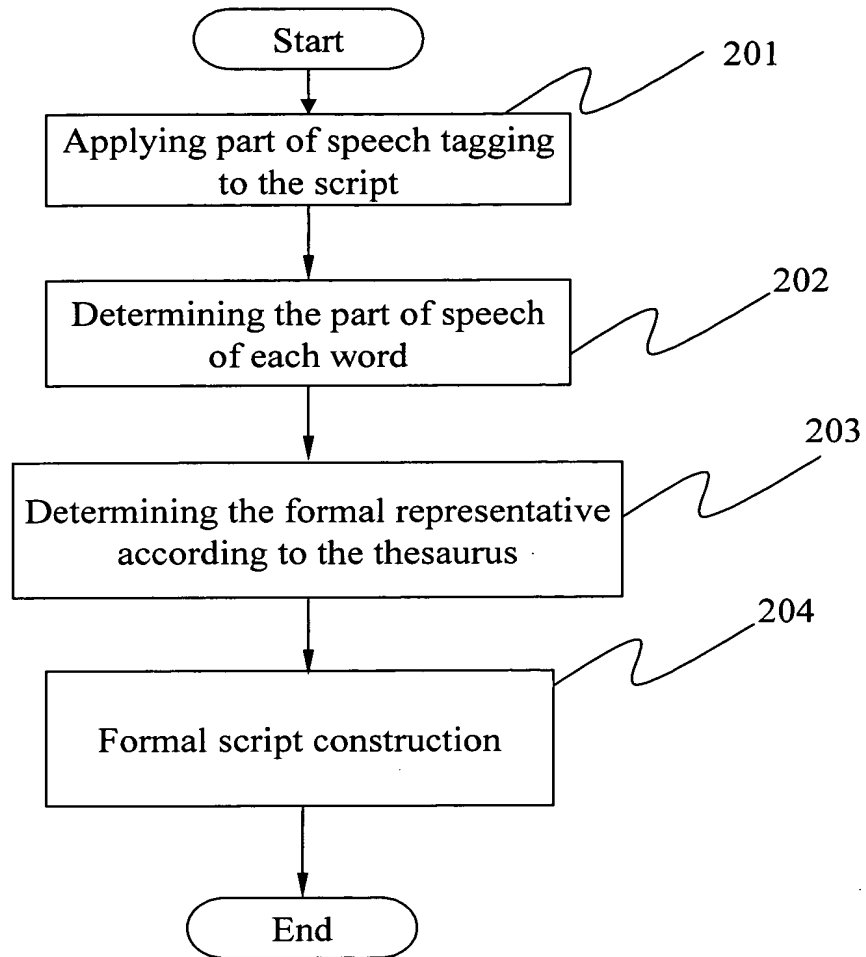 Start
201
Applying part of speech tagging
to the script
202
Determining the part of speech
of each word
203
Determining the formal representative
according to the thesaurus
204
Formal script construction
End